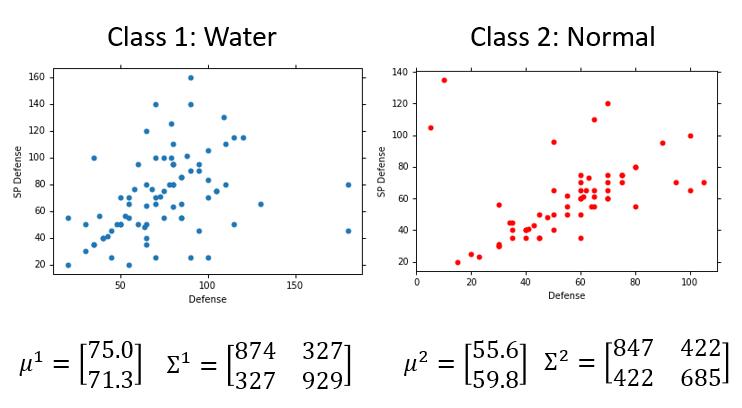 Class 1: Water
Class 2: Normal
SP Defense
160
140
120
100
80
60
40
20
50
100
150
Defense
SP Defense
140
120
100
80
60
40
20
0
20
40
60
80
100
Defense
μ¹ = [75.0
71.3]
Σ¹ = [874 327
327 929]
μ² = [55.6
59.8]
Σ² = [847 422
422 685]